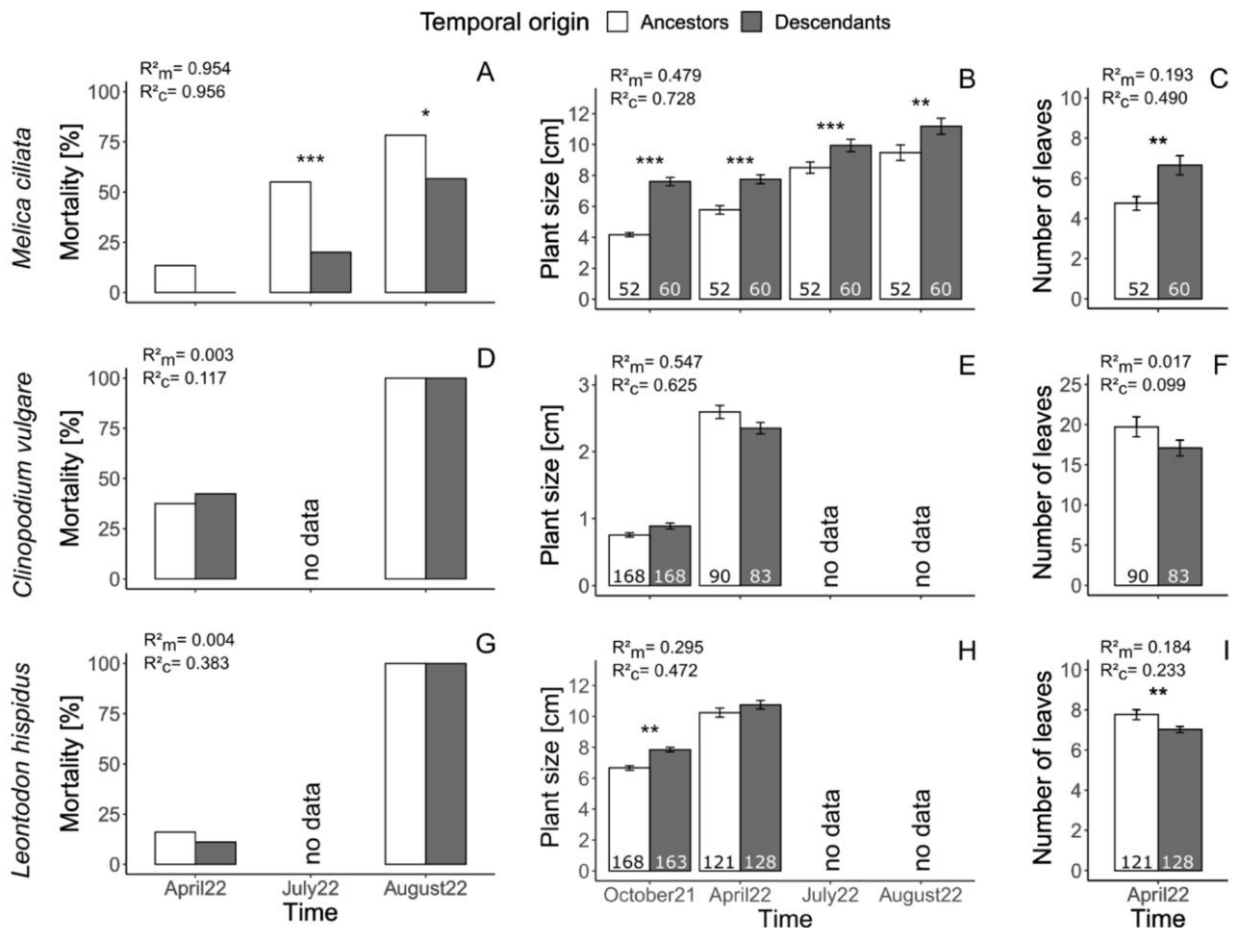 Temporal origin Ancestors Descendants
Melica ciliata
Mortality [%]
R²m= 0.954
R²c= 0.956
A
100
75
50
25
0
*
***
Plant size [cm]
R²m= 0.479
R²c= 0.728
B
12
10
8
6
4
2
0
*** *** *** **
52 60 52 60 52 60 52 60
Number of leaves
R²m= 0.193
R²c= 0.490
C
10
8
6
4
2
0
**
52 60
Clinopodium vulgare
Mortality [%]
R²m= 0.003
R²c= 0.117
D
100
75
50
25
0
no data
Plant size [cm]
R²m= 0.547
R²c= 0.625
E
3
2
1
0
168 168 90 83
no data
no data
Number of leaves
R²m= 0.017
R²c= 0.099
F
25
20
15
10
5
0
90 83
Leontodon hispidus
Mortality [%]
R²m= 0.004
R²c= 0.383
G
100
75
50
25
0
no data
April22 July22 August22
Time
Plant size [cm]
R²m= 0.295
R²c= 0.472
H
12
10
8
6
4
2
0
**
168 163 121 128
no data
no data
October21 April22 July22 August22
Time
Number of leaves
R²m= 0.184
R²c= 0.233
I
10
8
6
4
2
0
**
121 128
April22
Time